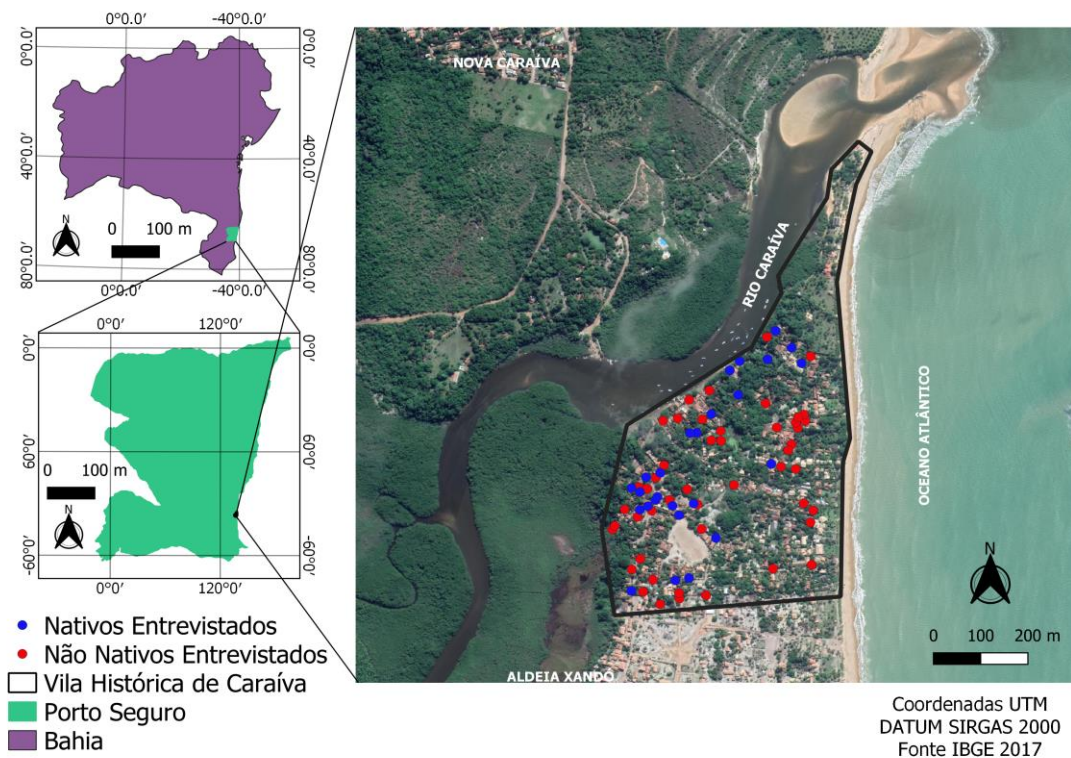 0°0.0′ -40°0.0′
0°0.0′ 0°0.0′
40°0.0′ 40°0.0′
N
0 100 m
80°0.0′ 80°0.0′
0°0.0′ -40°0.0′
0°0′ 120°0′
0°0′ 0°0′
60°0′ 60°0′
0 100 m
N
-60°0′ -60°0′
0°0′ 120°0′
Nativos Entrevistados
Não Nativos Entrevistados
Vila Histórica de Caraíva
Porto Seguro
Bahia
NOVA CARAÍVA
RIO CARAÍVA
OCEANO ATLÂNTICO
ALDEIA XANDÓ
N
0 100 200 m
Coordenadas UTM
DATUM SIRGAS 2000
Fonte IBGE 2017